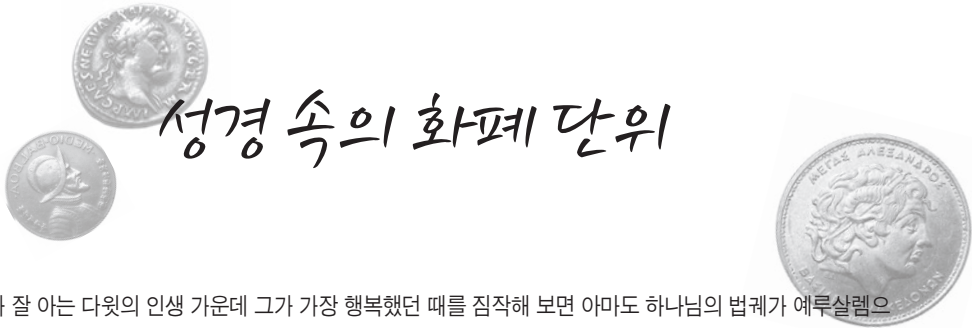 성경 속의 화폐 단위
잘 아는 다윗의 인생 가운데 그가 가장 행복했던 때를 짐작해 보면 아마도 하나님의 법궤가 예루살렘으
ΜΕΓΑΣ ΑΛΕΞΑΝΔΡΟΣ